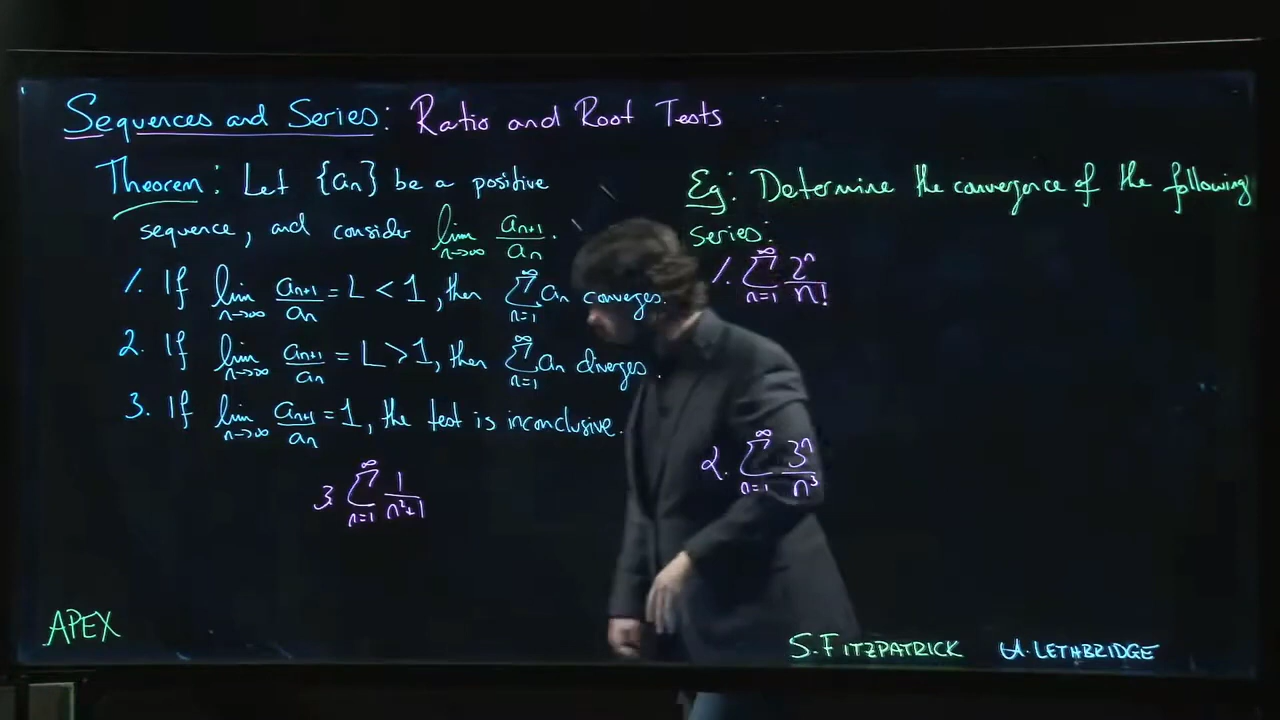 Sequences and Series: Ratio and Root Tests
Theorem: Let {aₙ} be a positive
sequence, and consider lim n→∞ aₙ₊₁/aₙ.
1. If lim n→∞ aₙ₊₁/aₙ = L < 1, then ∞ Σ n=1 aₙ converges.
2. If lim n→∞ aₙ₊₁/aₙ = L > 1, then ∞ Σ n=1 aₙ diverges.
3. If lim n→∞ aₙ₊₁/aₙ = 1, the test is inconclusive.
3. ∞ Σ n=1 1/n²+1
Eg: Determine the convergence of the following
series:
1. ∞ Σ n=1 2ⁿ/n!
2. ∞ Σ n=1 3ⁿ/n³
APEX
S. FITZPATRICK U. LETHBRIDGE